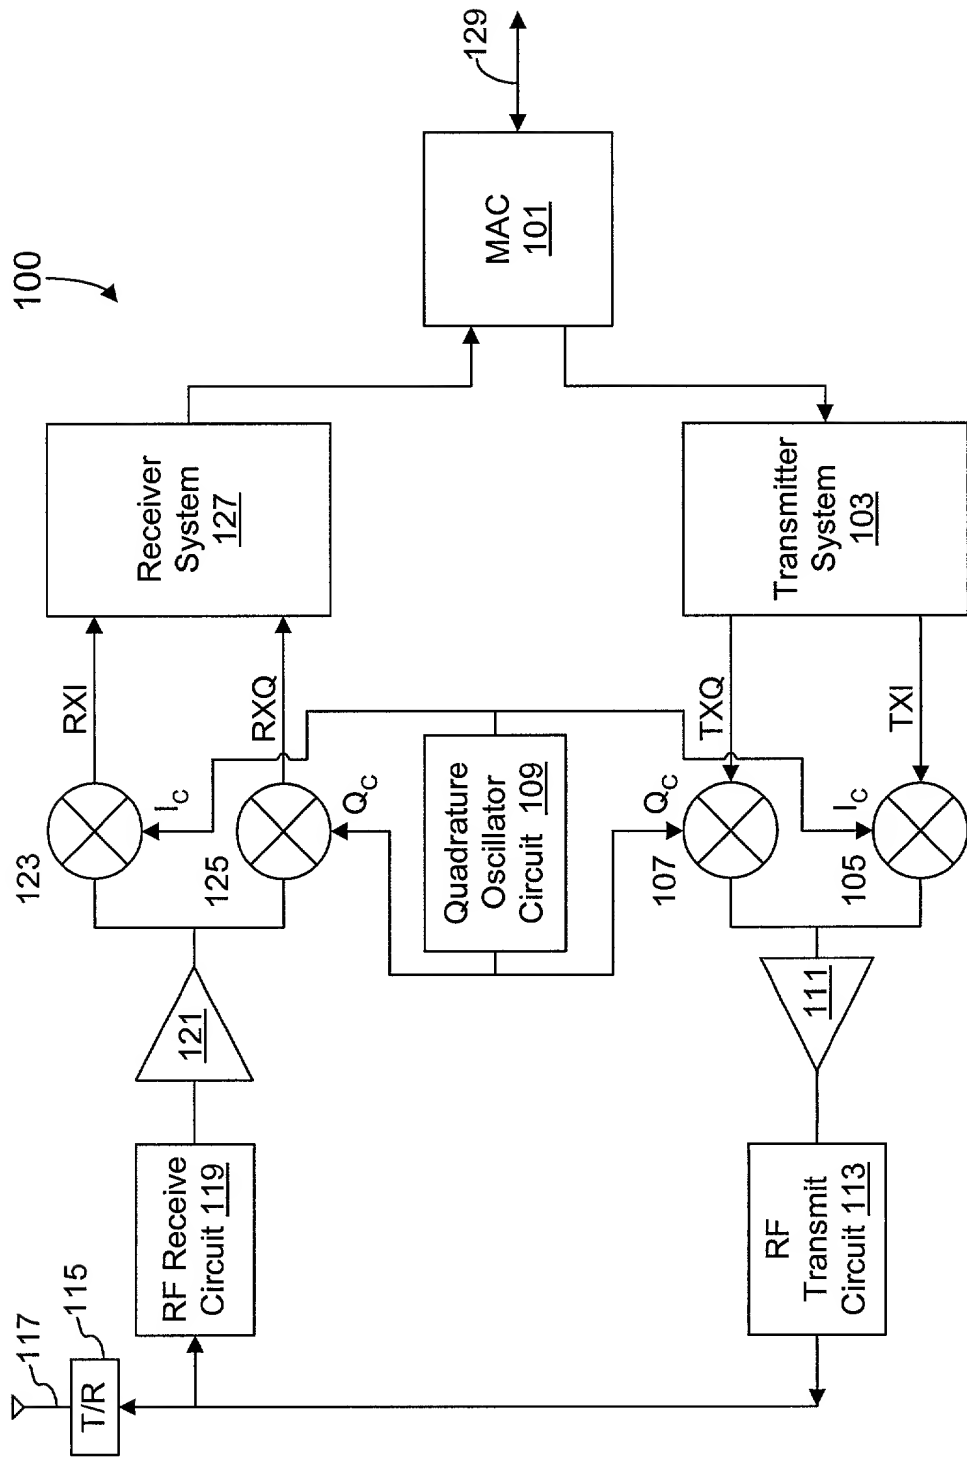 100
117
115
T/R
RF Receive
Circuit 119
121
123
125
I_C
RXI
RXQ
Q_C
Receiver
System
127
MAC
101
129
Quadrature
Oscillator
Circuit 109
Q_C
107
TXQ
I_C
105
TXI
Transmitter
System
103
111
RF
Transmit
Circuit 113